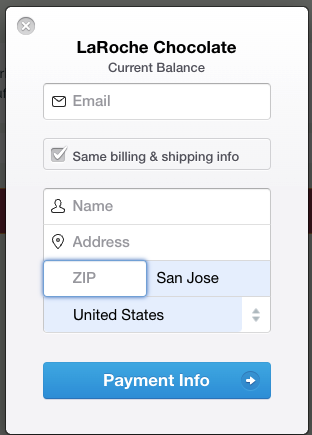 LaRoche Chocolate
Current Balance
Email
Same billing & shipping info
Name
Address
ZIP San Jose
United States
Payment Info